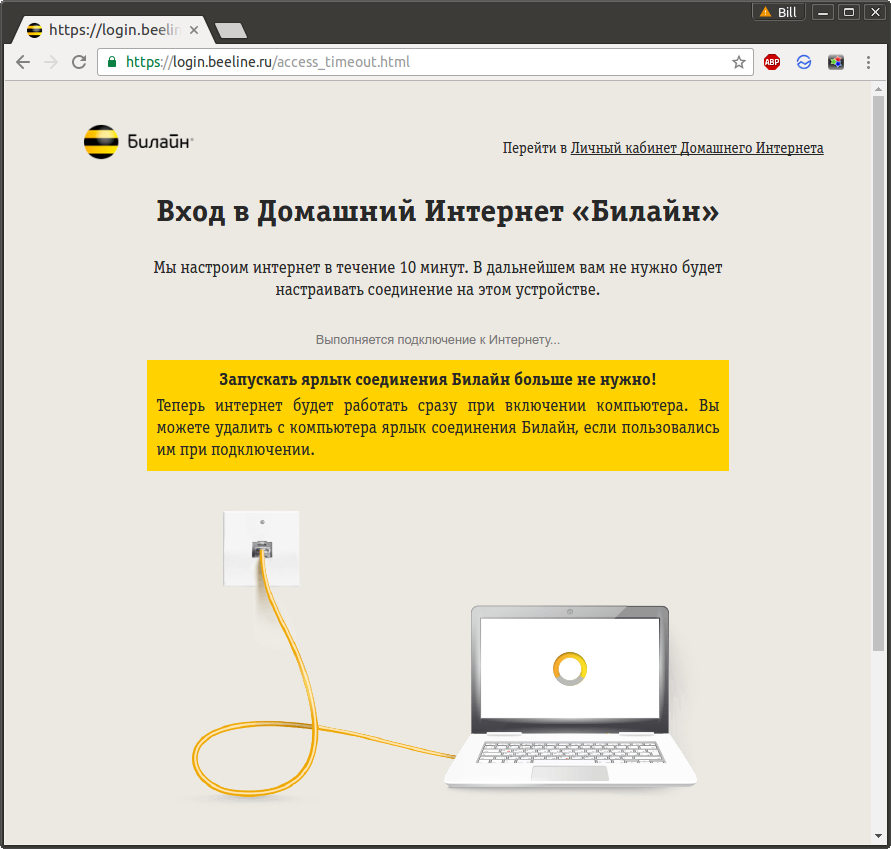 Bill
https://login.beelin
https://login.beeline.ru/access_timeout.html
ABP
Билайн®
Перейти в Личный кабинет Домашнего Интернета
Вход в Домашний Интернет «Билайн»
Мы настроим интернет в течение 10 минут. В дальнейшем вам не нужно будет
настраивать соединение на этом устройстве.
Выполняется подключение к Интернету...
Запускать ярлык соединения Билайн больше не нужно!
Теперь интернет будет работать сразу при включении компьютера. Вы
можете удалить с компьютера ярлык соединения Билайн, если пользовались
им при подключении.